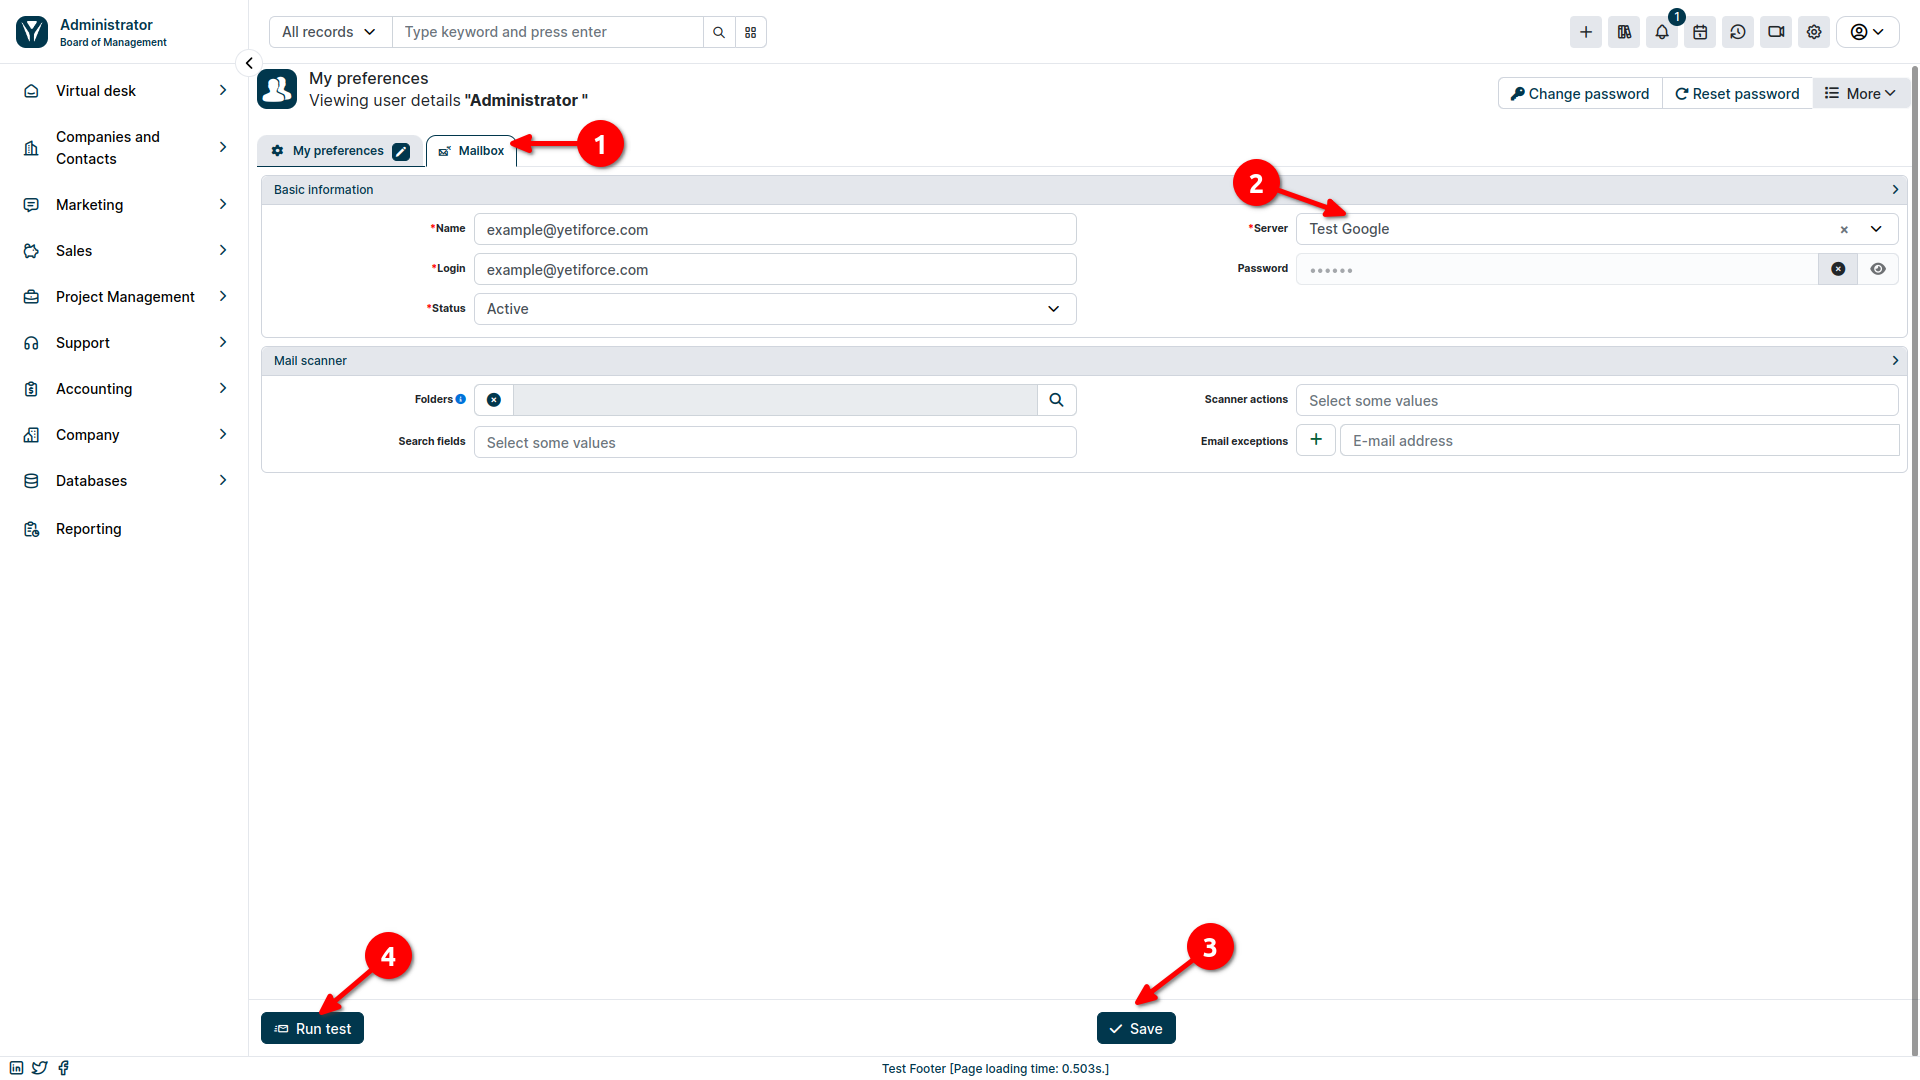 Administrator
Board of Management
All records
Type keyword and press enter
1
Virtual desk
Companies and
Contacts
Marketing
Sales
Project Management
Support
Accounting
Company
Databases
Reporting
My preferences
Viewing user details "Administrator "
Change password
Reset password
More
My preferences
Mailbox
1
Basic information
2
*Name
example@yetiforce.com
*Server
Test Google
×
*Login
example@yetiforce.com
Password
••••••
*Status
Active
Mail scanner
Folders
Scanner actions
Select some values
Search fields
Select some values
Email exceptions
+
E-mail address
4
3
Run test
Save
Test Footer [Page loading time: 0.503s.]